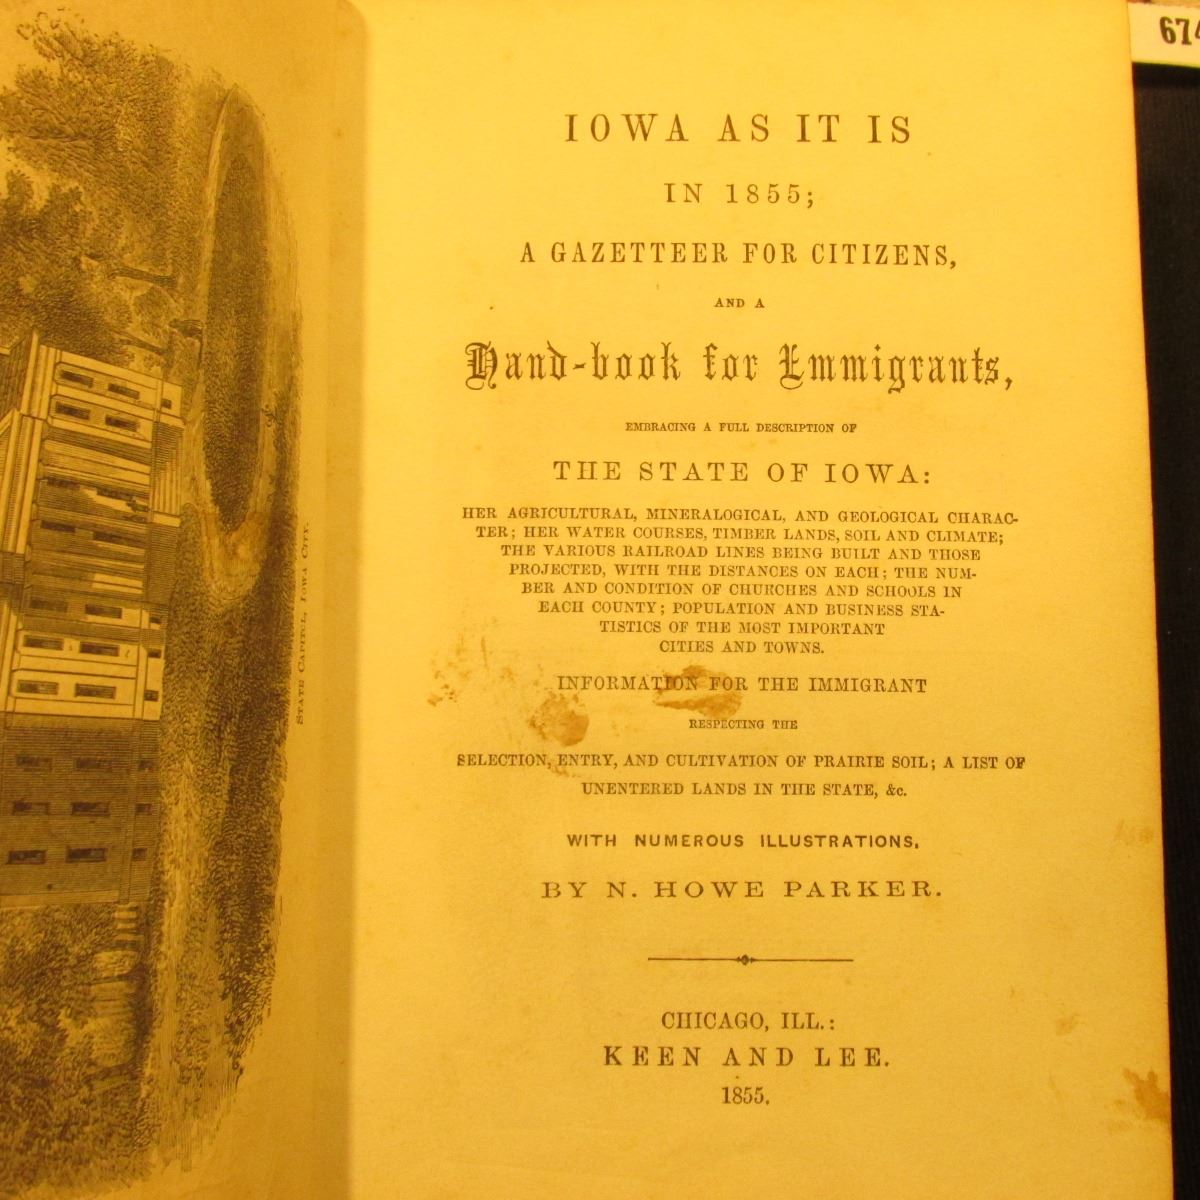 IOWA AS IT IS
IN 1855;
A GAZETTEER FOR CITIZENS,
AND A
Hand-book for Emmigrants,
EMBRACING A FULL DESCRIPTION OF
THE STATE OF IOWA:
HER AGRICULTURAL, MINERALOGICAL, AND GEOLOGICAL CHARAC-
TER; HER WATER COURSES, TIMBER LANDS, SOIL AND CLIMATE;
THE VARIOUS RAILROAD LINES BEING BUILT AND THOSE
PROJECTED, WITH THE DISTANCES ON EACH; THE NUM-
BER AND CONDITION OF CHURCHES AND SCHOOLS IN
EACH COUNTY; POPULATION AND BUSINESS STA-
TISTICS OF THE MOST IMPORTANT
CITIES AND TOWNS.
INFORMATION FOR THE IMMIGRANT
RESPECTING THE
SELECTION, ENTRY, AND CULTIVATION OF PRAIRIE SOIL; A LIST OF
UNENTERED LANDS IN THE STATE, &c.
WITH NUMEROUS ILLUSTRATIONS.
BY N. HOWE PARKER.
CHICAGO, ILL.:
KEEN AND LEE.
1855.
STATE CAPITOL, IOWA CITY.
674